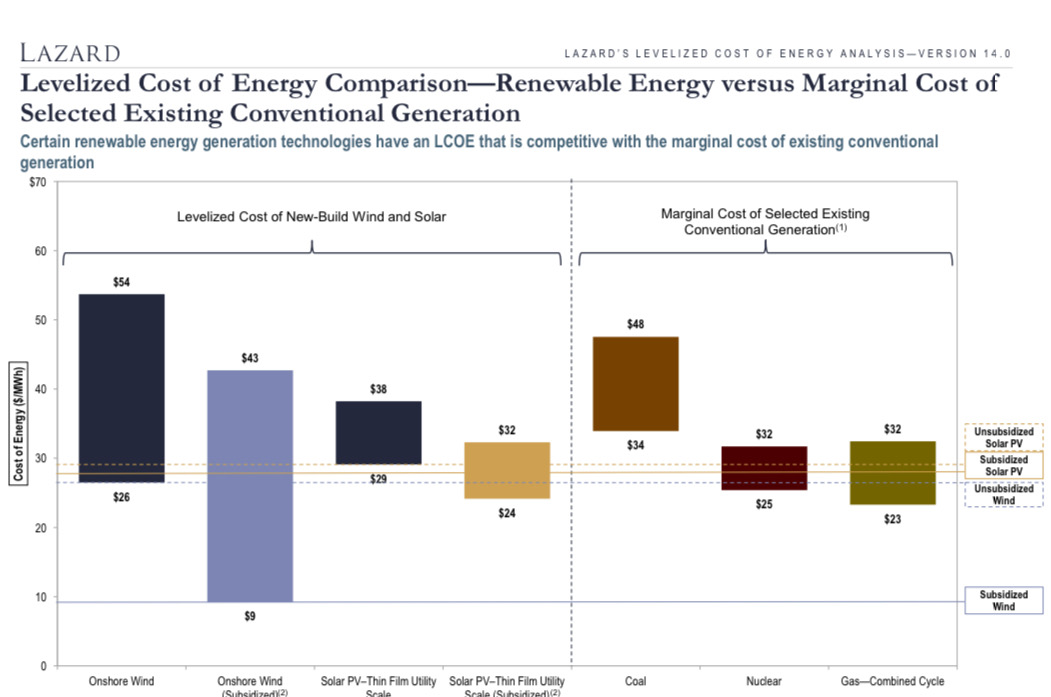 LAZARD
LAZARD'S LEVELIZED COST OF ENERGY ANALYSIS—VERSION 14.0
Levelized Cost of Energy Comparison—Renewable Energy versus Marginal Cost of
Selected Existing Conventional Generation
Certain renewable energy generation technologies have an LCOE that is competitive with the marginal cost of existing conventional
generation
$70
60
50
40
30
20
10
0
Cost of Energy ($/MWh)
Levelized Cost of New-Build Wind and Solar
Marginal Cost of Selected Existing
Conventional Generation(1)
$54
$26
$43
$9
$38
$29
$32
$24
$48
$34
$32
$25
$32
$23
Unsubsidized
Solar PV
Subsidized
Solar PV
Unsubsidized
Wind
Subsidized
Wind
Onshore Wind
Onshore Wind
(Subsidized)(2)
Solar PV–Thin Film Utility
Scale
Solar PV–Thin Film Utility
Scale (Subsidized)(2)
Coal
Nuclear
Gas—Combined Cycle